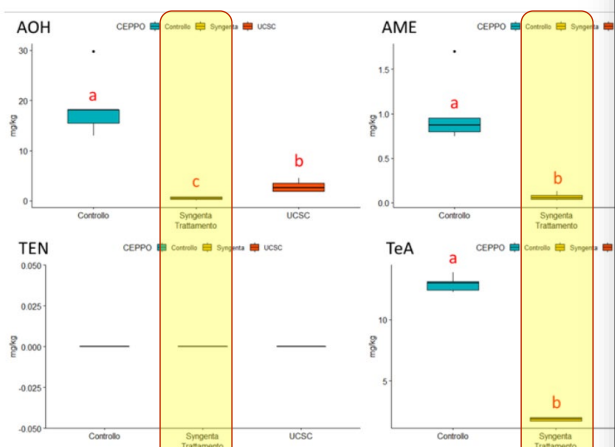 AOH
CEPPO Controllo Syngenta UCSC
30
20
10
0
mg/kg
a
c
b
Controllo
Syngenta
UCSC
Trattamento
AME
CEPPO Controllo Syngenta
1.5
1.0
0.5
0.0
mg/kg
a
b
Controllo
Syngenta
Trattamento
TEN
CEPPO Controllo Syngenta UCSC
0.050
0.025
0.000
-0.025
-0.050
mg/kg
Controllo
Syngenta
UCSC
Trattamento
TeA
CEPPO Controllo Syngenta
10
5
mg/kg
a
b
Controllo
Syngenta
Trattamento